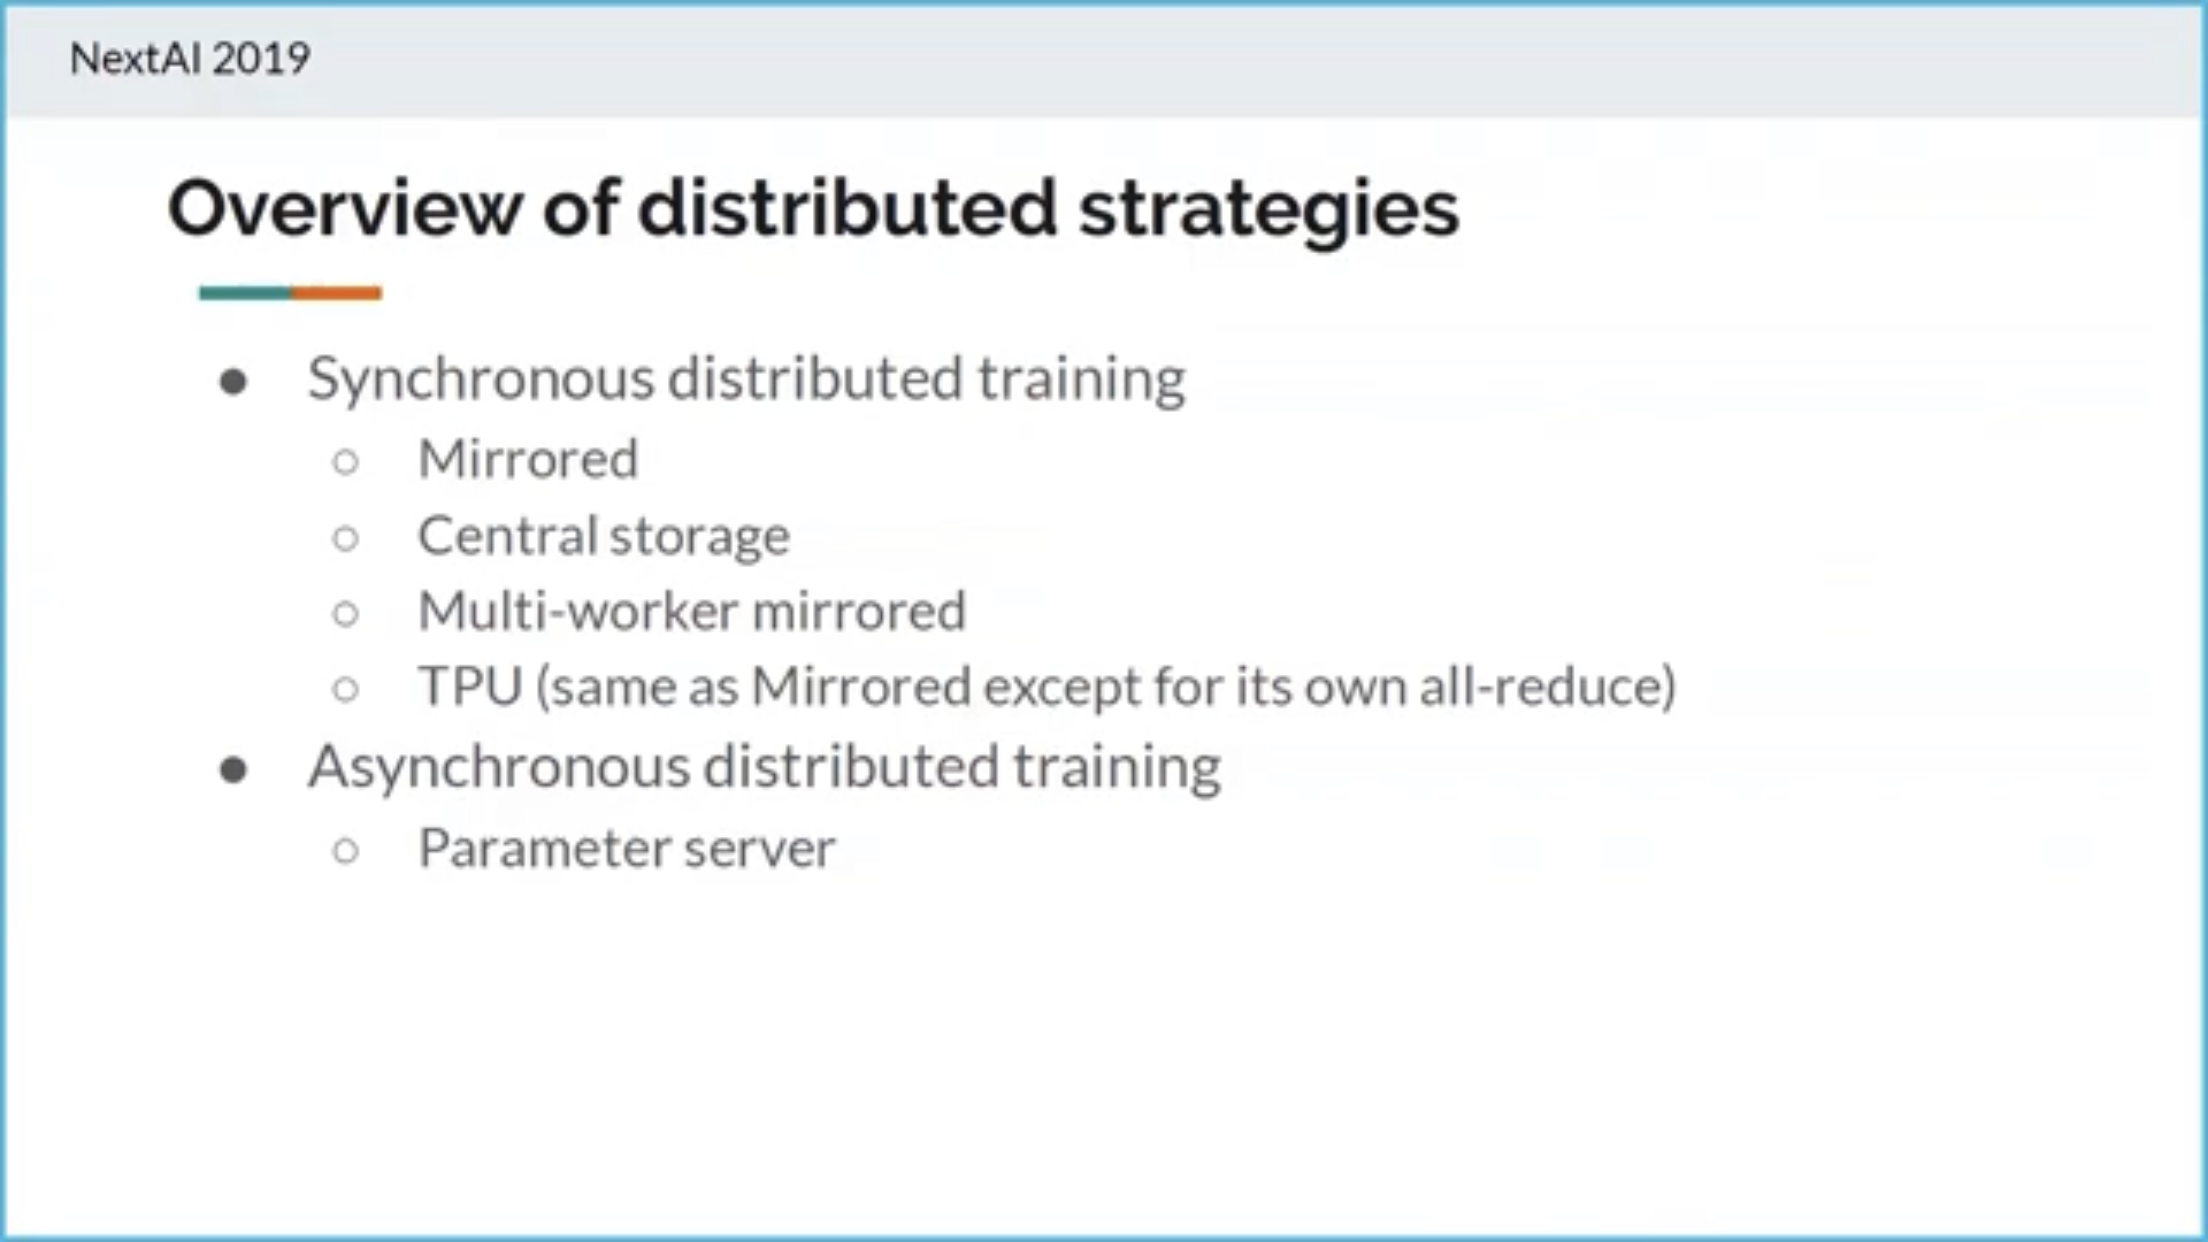 NextAI 2019
Overview of distributed strategies
● Synchronous distributed training
○ Mirrored
○ Central storage
○ Multi-worker mirrored
○ TPU (same as Mirrored except for its own all-reduce)
● Asynchronous distributed training
○ Parameter server